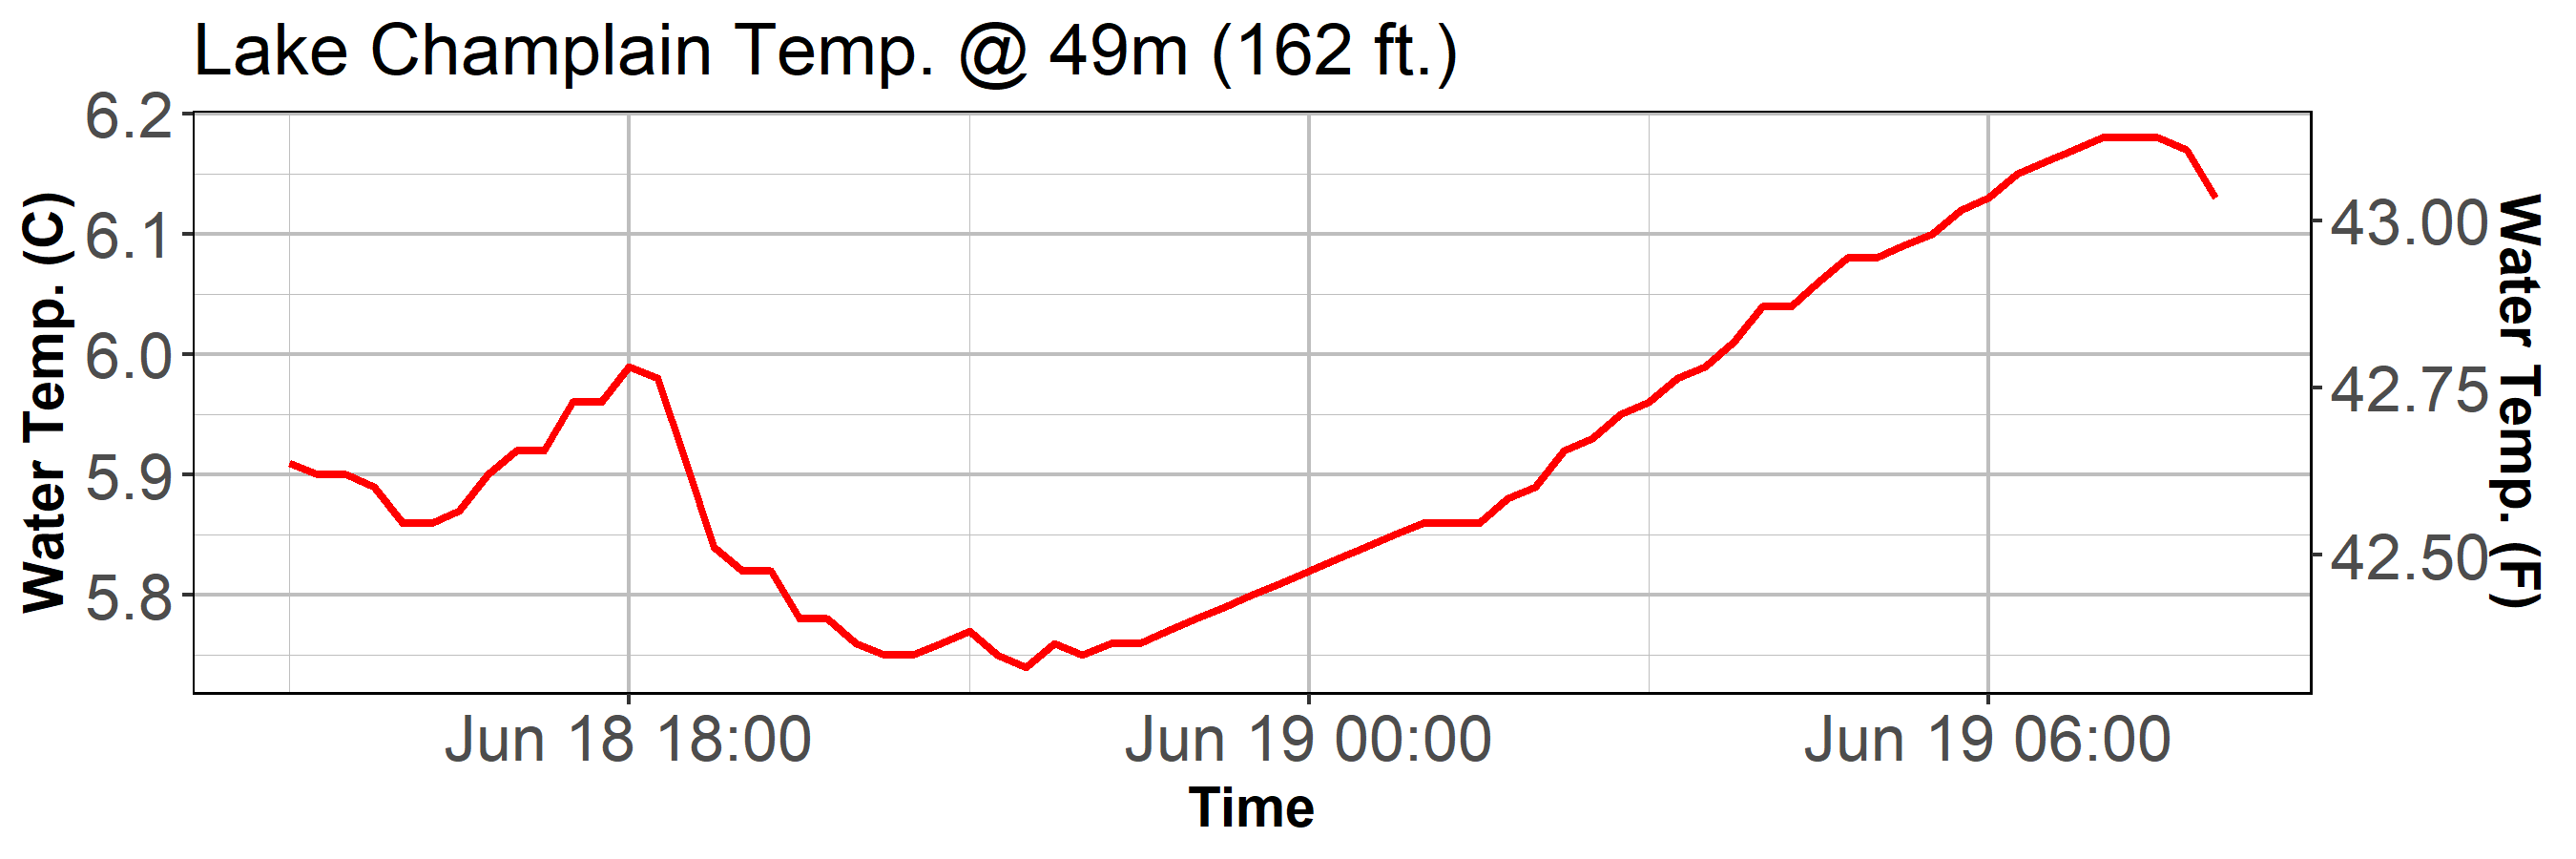 Lake Champlain Temp. @ 49m (162 ft.)
Water Temp. (C)
6.2
6.1
6.0
5.9
5.8
43.00
42.75
42.50
Water Temp. (F)
Jun 18 18:00
Jun 19 00:00
Jun 19 06:00
Time